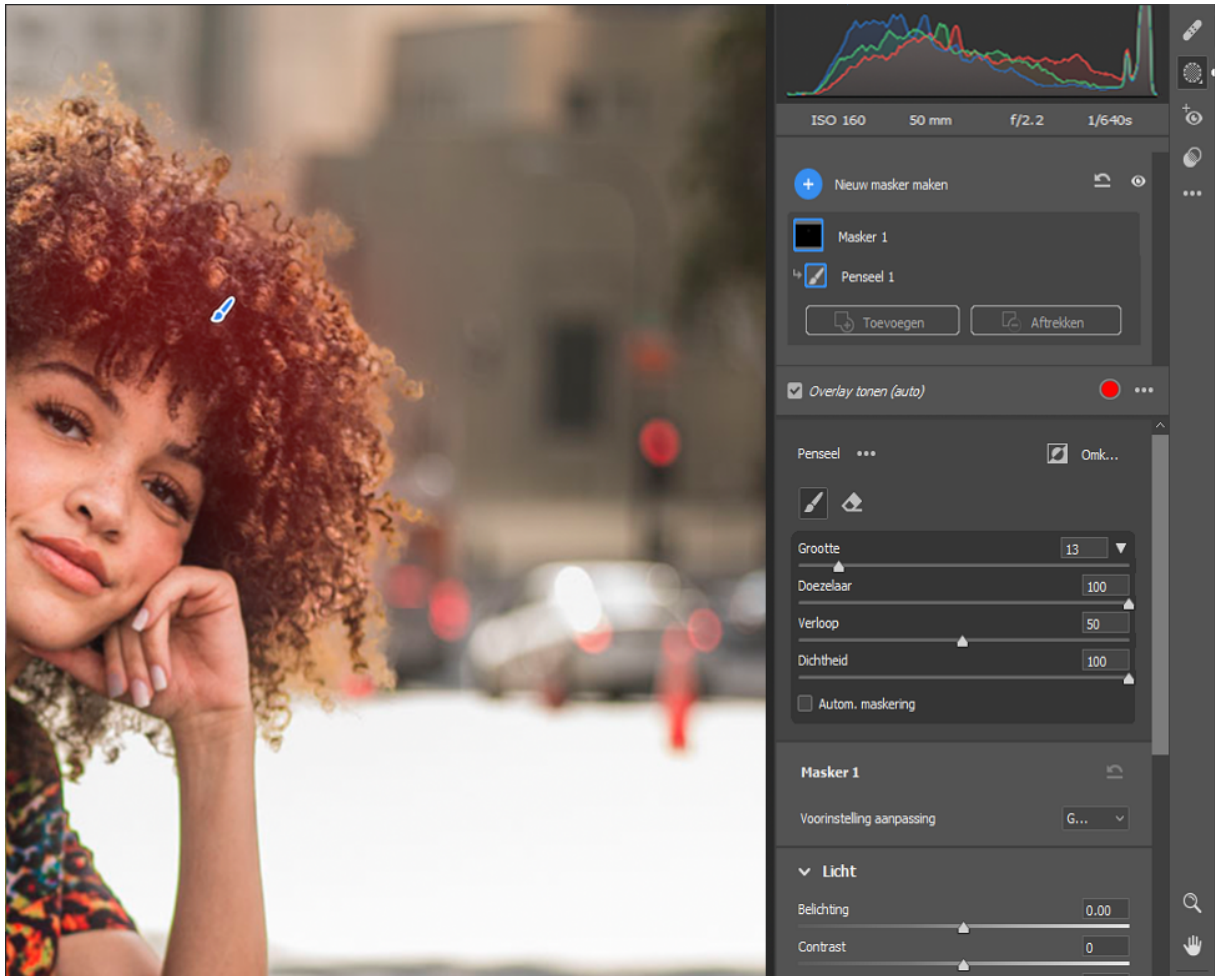 ISO 160 50 mm f/2.2 1/640s
Nieuw masker maken
Masker 1
Penseel 1
Toevoegen Aftrekken
Overlay tonen (auto)
Penseel Omk...
Grootte 13
Doezelaar 100
Verloop 50
Dichtheid 100
Autom. maskering
Masker 1
Voorinstelling aanpassing G...
Licht
Belichting 0.00
Contrast 0